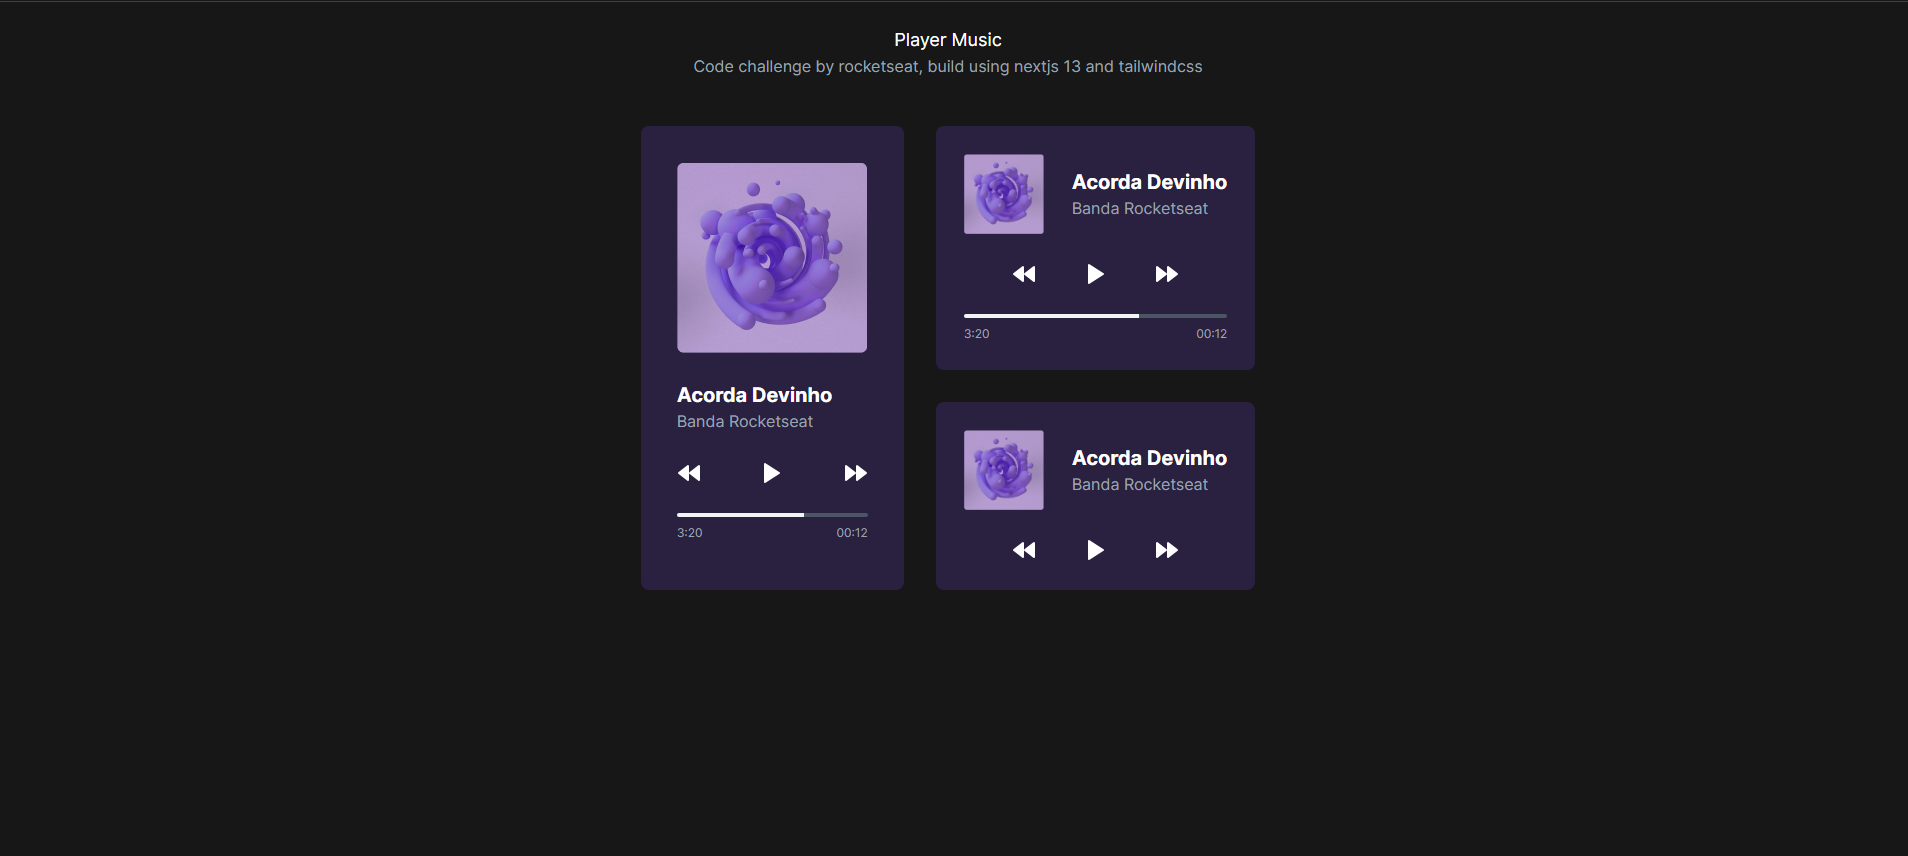 Player Music
Code challenge by rocketseat, build using nextjs 13 and tailwindcss
Acorda Devinho
Banda Rocketseat
3:20 00:12
Acorda Devinho
Banda Rocketseat
3:20 00:12
Acorda Devinho
Banda Rocketseat